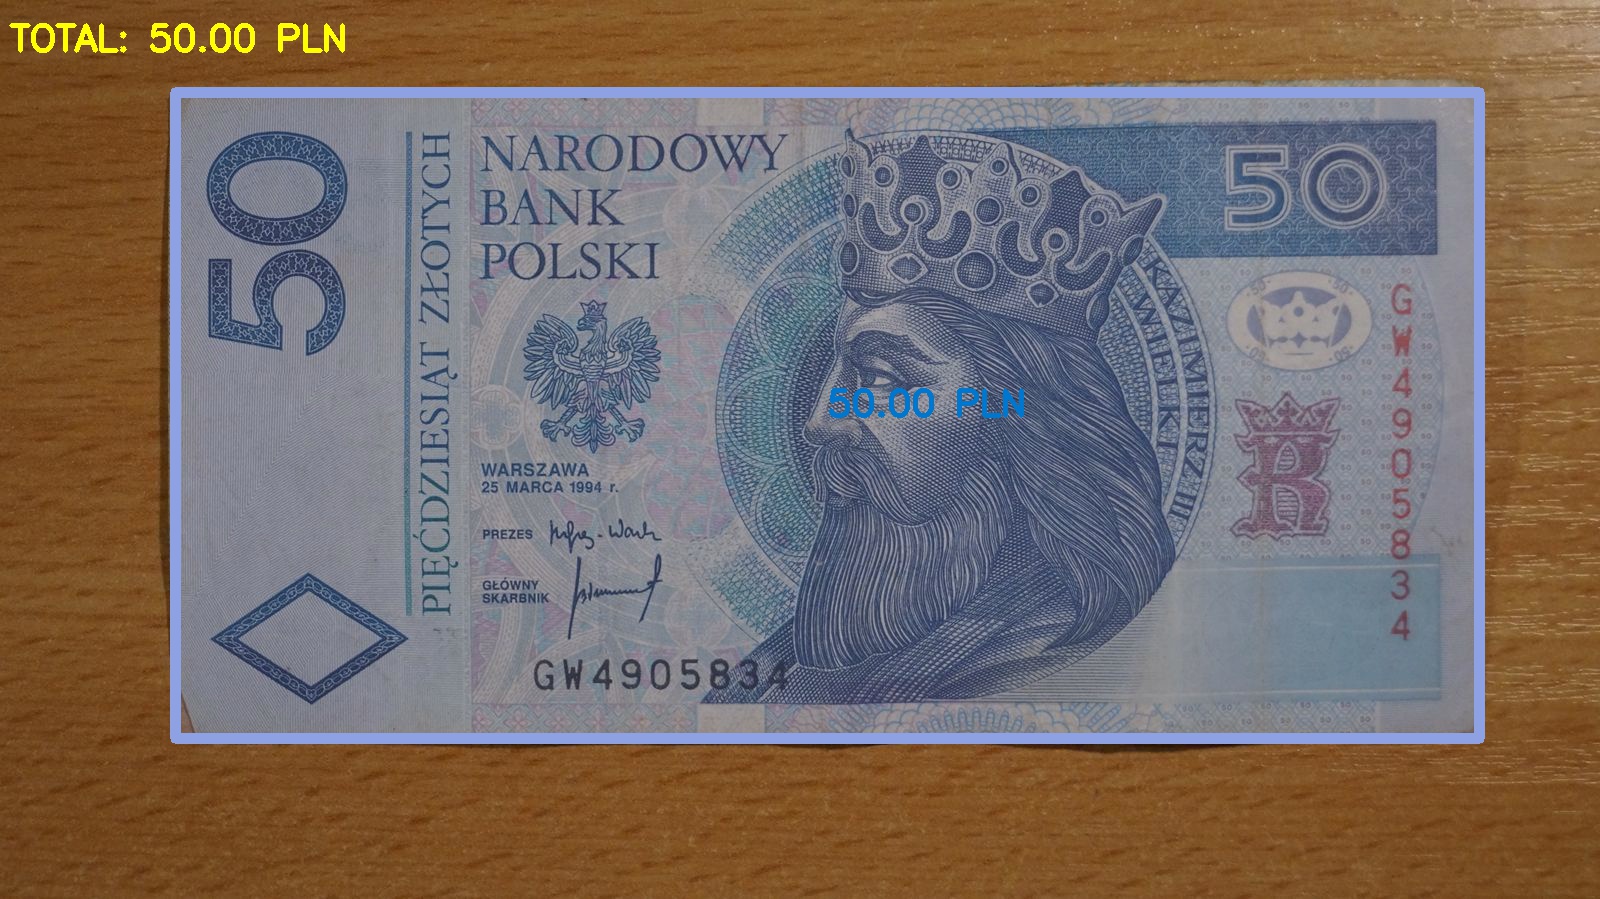 TOTAL: 50.00 PLN
50
PIĘĆDZIESIĄT ZŁOTYCH
NARODOWY
BANK
POLSKI
50
KAZIMIERZ III
WIELKI
GW4905834
50.00 PLN
WARSZAWA
25 MARCA 1994 r.
PREZES
GŁÓWNY
SKARBNIK
GW4905834